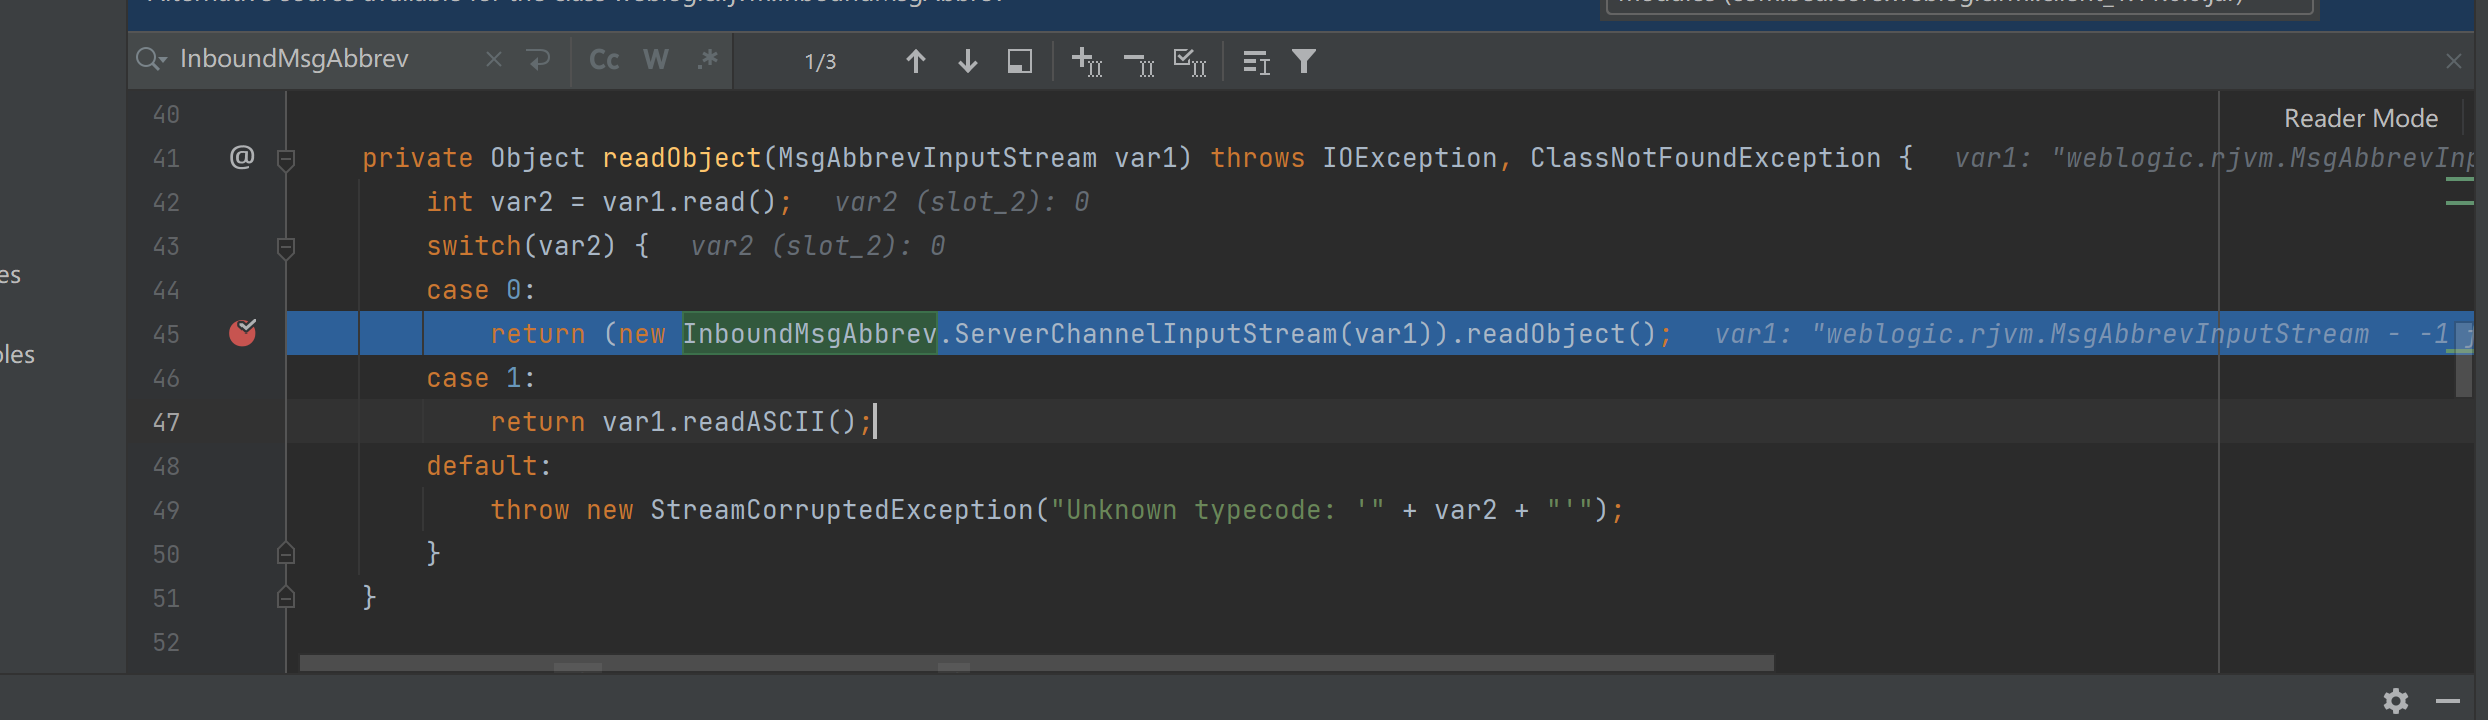 InboundMsgAbbrev
Cc W .*
1/3
Reader Mode
40
41 @ private Object readObject(MsgAbbrevInputStream var1) throws IOException, ClassNotFoundException { var1: "weblogic.rjvm.MsgAbbrevInp
42 int var2 = var1.read(); var2 (slot_2): 0
43 switch(var2) { var2 (slot_2): 0
44 case 0:
45 return (new InboundMsgAbbrev.ServerChannelInputStream(var1)).readObject(); var1: "weblogic.rjvm.MsgAbbrevInputStream - -1
46 case 1:
47 return var1.readASCII();
48 default:
49 throw new StreamCorruptedException("Unknown typecode: '" + var2 + "'");
50 }
51 }
52
es
les